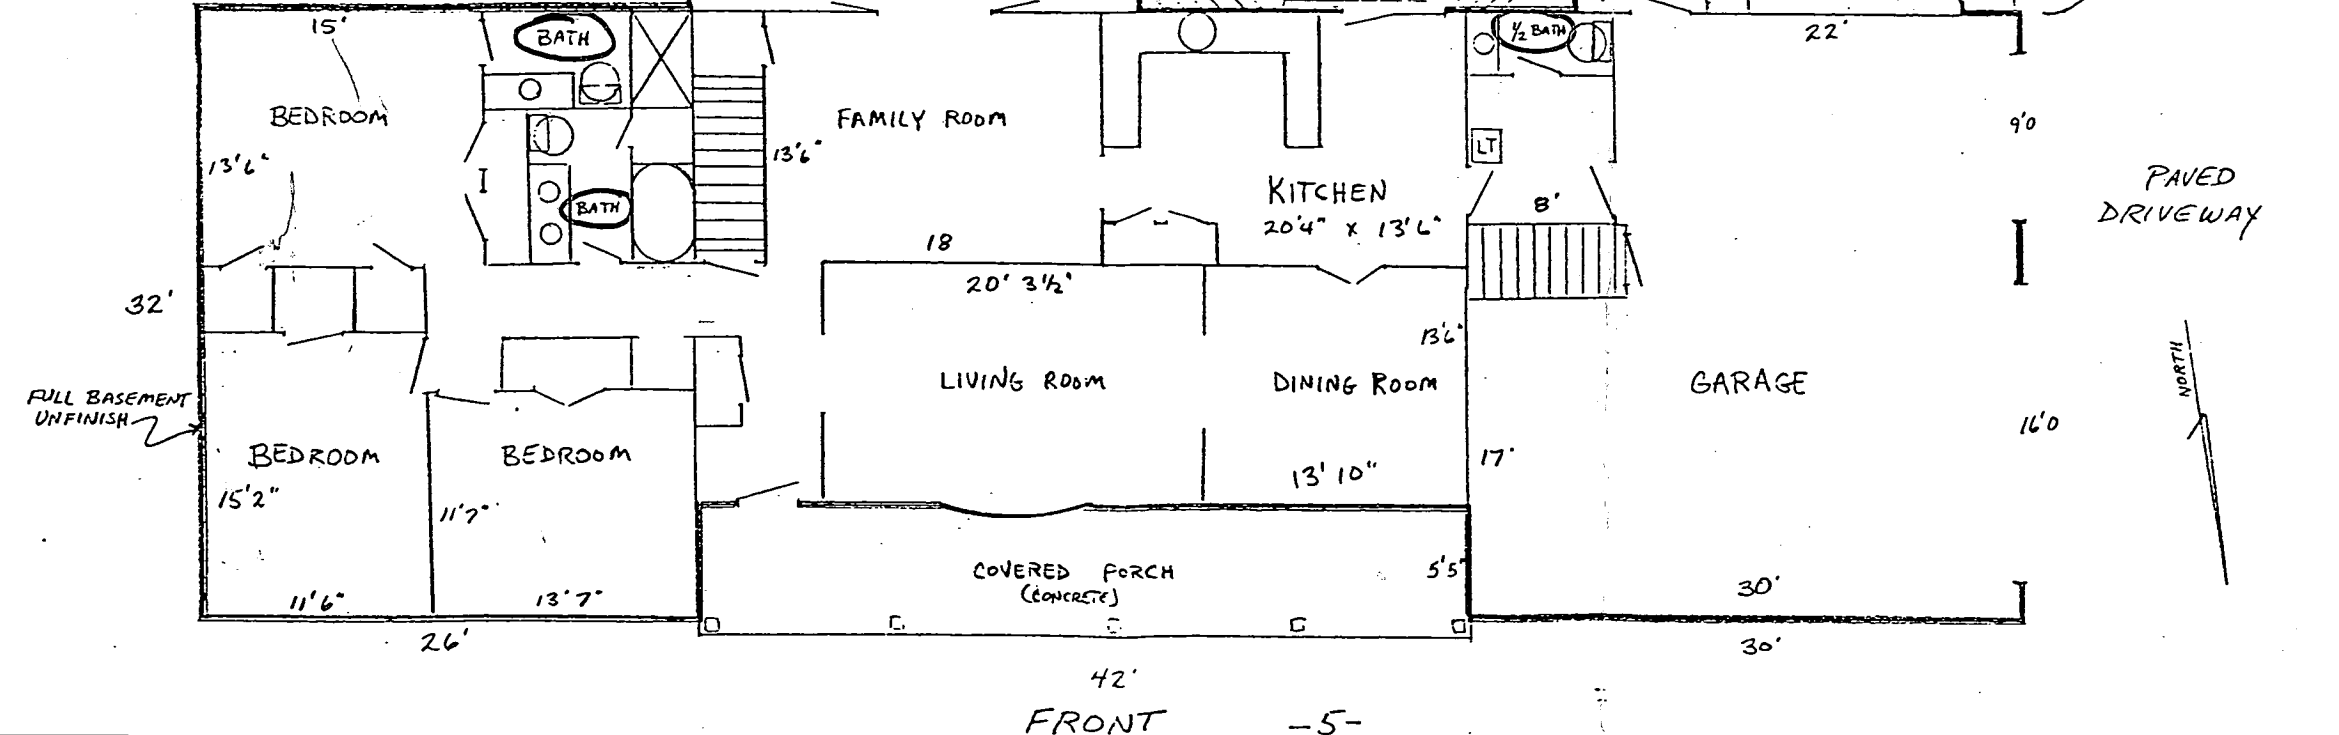 15'
BATH
½ BATH
22'
BEDROOM
FAMILY ROOM
9'0
13'6"
13'6"
LT
PAVED
DRIVEWAY
BATH
KITCHEN
20'4" x 13'6"
8'
18
20' 3½'
32'
13'6"
NORTH
LIVING ROOM
DINING ROOM
GARAGE
FULL BASEMENT
UNFINISH
16'0
BEDROOM
BEDROOM
15'2"
11'7"
13' 10"
17'
COVERED PORCH
(CONCRETE)
5'5"
11'6"
13'7"
30'
26'
30'
42'
FRONT -5-